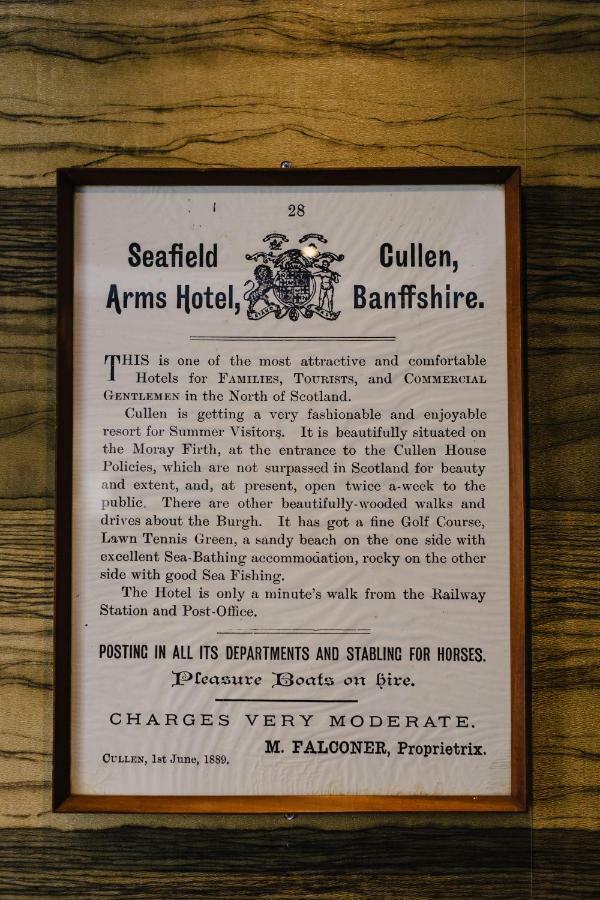 28
Seafield Cullen,
Arms Hotel, Banffshire.
THIS is one of the most attractive and comfortable
Hotels for FAMILIES, TOURISTS, and COMMERCIAL
GENTLEMEN in the North of Scotland.
Cullen is getting a very fashionable and enjoyable
resort for Summer Visitors. It is beautifully situated on
the Moray Firth, at the entrance to the Cullen House
Policies, which are not surpassed in Scotland for beauty
and extent, and, at present, open twice a-week to the
public. There are other beautifully-wooded walks and
drives about the Burgh. It has got a fine Golf Course,
Lawn Tennis Green, a sandy beach on the one side with
excellent Sea-Bathing accommodation, rocky on the other
side with good Sea Fishing.
The Hotel is only a minute's walk from the Railway
Station and Post-Office.
POSTING IN ALL ITS DEPARTMENTS AND STABLING FOR HORSES.
Pleasure Boats on hire.
CHARGES VERY MODERATE.
M. FALCONER, Proprietrix.
CULLEN, 1st June, 1889.